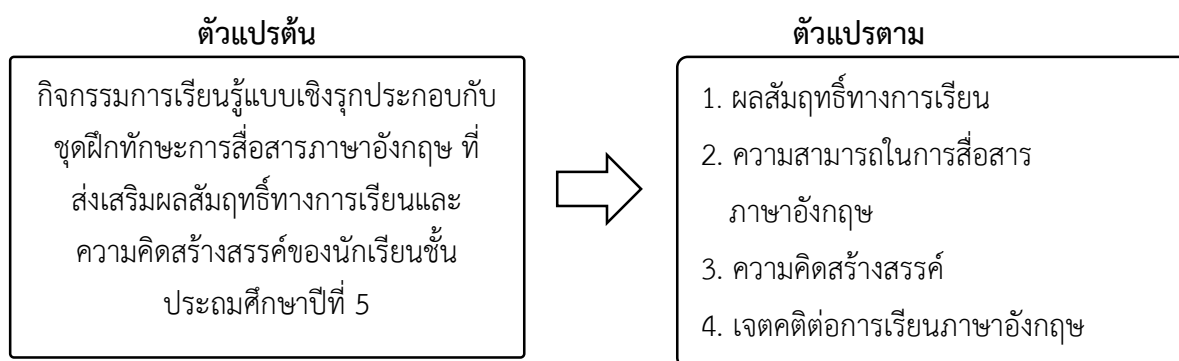 ตัวแปรต้น
กิจกรรมการเรียนรู้แบบเชิงรุกประกอบกับ
ชุดฝึกทักษะการสื่อสารภาษาอังกฤษ ที่
ส่งเสริมผลสัมฤทธิ์ทางการเรียนและ
ความคิดสร้างสรรค์ของนักเรียนชั้น
ประถมศึกษาปีที่ 5
ตัวแปรตาม
1. ผลสัมฤทธิ์ทางการเรียน
2. ความสามารถในการสื่อสาร
ภาษาอังกฤษ
3. ความคิดสร้างสรรค์
4. เจตคติต่อการเรียนภาษาอังกฤษ